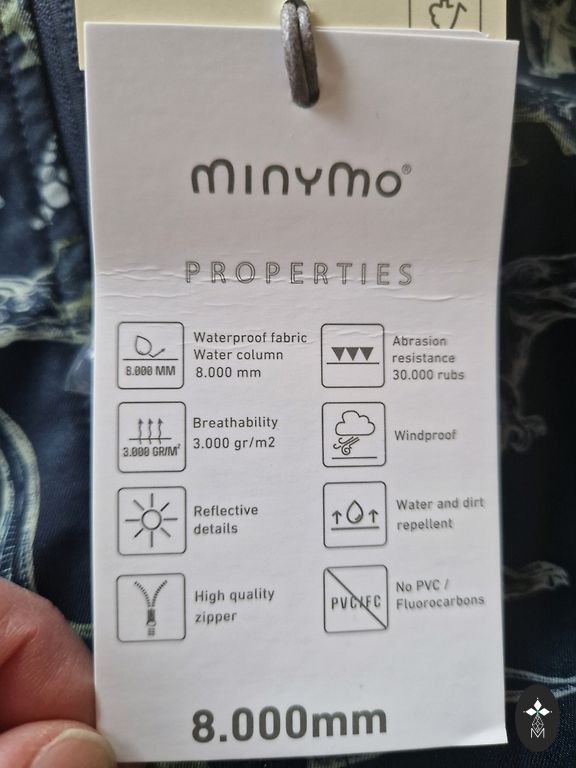 minymo®
PROPERTIES
8.000 MM
Waterproof fabric
Water column
8.000 mm
Abrasion
resistance
30.000 rubs
3.000 GR/M²
Breathability
3.000 gr/m2
Windproof
Reflective
details
Water and dirt
repellent
High quality
zipper
PVC/FC
No PVC /
Fluorocarbons
8.000mm
M